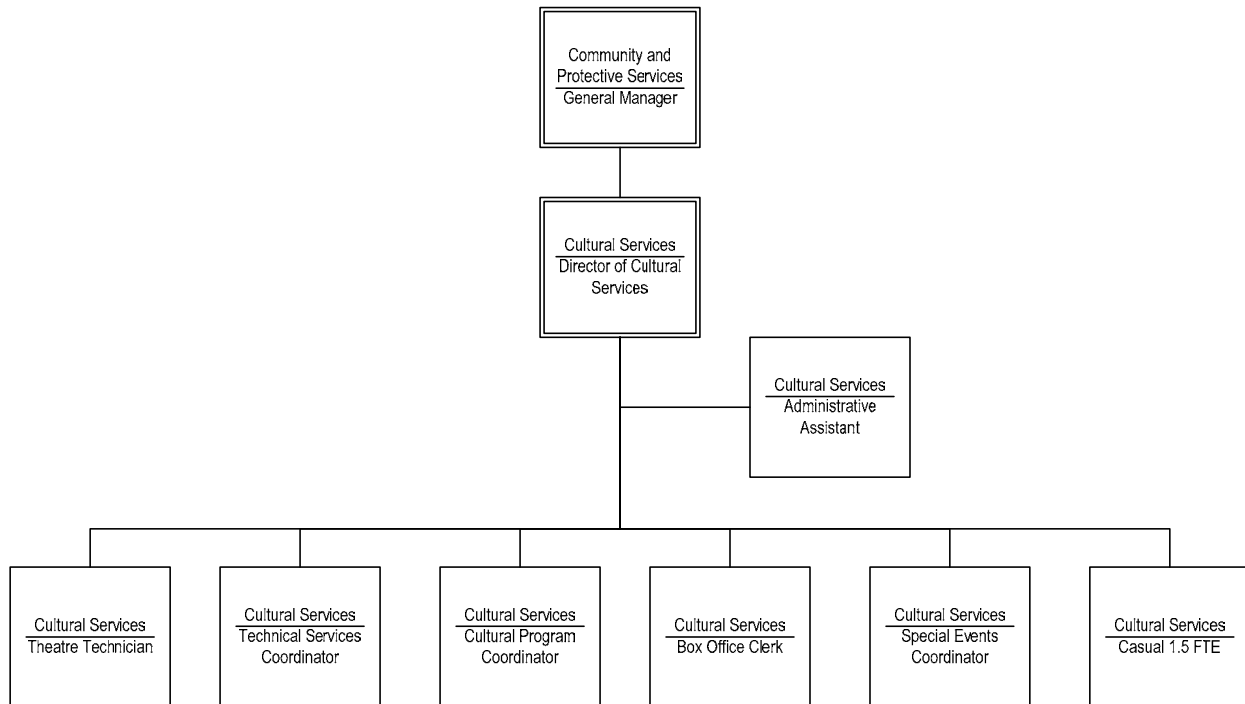 Community and
Protective Services
General Manager
Cultural Services
Director of Cultural
Services
Cultural Services
Administrative
Assistant
Cultural Services
Theatre Technician
Cultural Services
Technical Services
Coordinator
Cultural Services
Cultural Program
Coordinator
Cultural Services
Box Office Clerk
Cultural Services
Special Events
Coordinator
Cultural Services
Casual 1.5 FTE